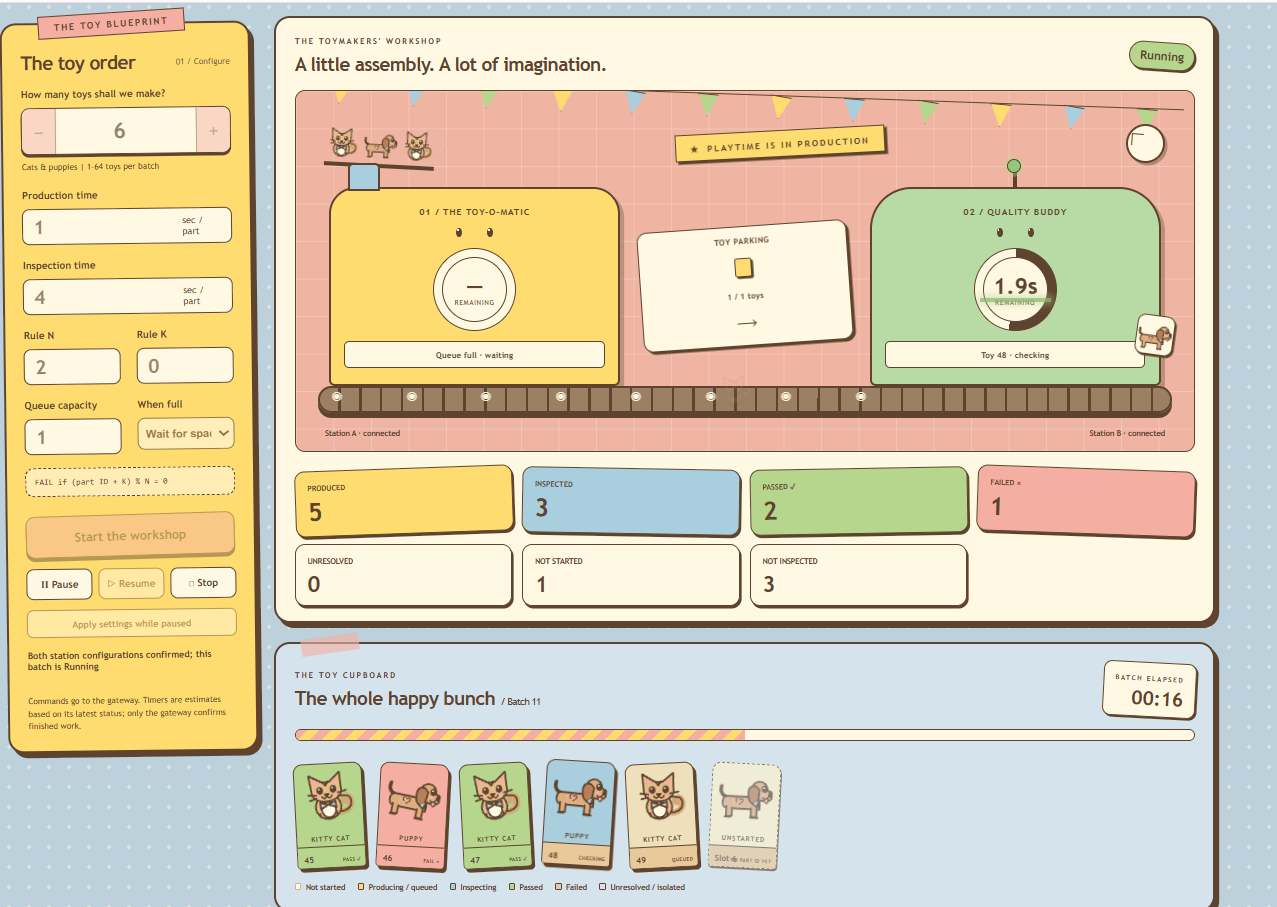 THE TOY BLUEPRINT
The toy order
01 / Configure
How many toys shall we make?
− 6 +
Cats & puppies | 1-64 toys per batch
Production time
1 sec / part
Inspection time
4 sec / part
Rule N Rule K
2 0
Queue capacity When full
1 Wait for spac
FAIL if (part ID + K) % N = 0
Start the workshop
Pause ▷ Resume □ Stop
Apply settings while paused
Both station configurations confirmed; this
batch is Running
Commands go to the gateway. Timers are estimates
based on its latest status; only the gateway confirms
finished work.
THE TOYMAKERS' WORKSHOP
A little assembly. A lot of imagination.
Running
★ PLAYTIME IS IN PRODUCTION
01 / THE TOY-O-MATIC
—
REMAINING
Queue full · waiting
TOY PARKING
1 / 1 toys
→
02 / QUALITY BUDDY
1.9s
REMAINING
Toy 48 · checking
Station A · connected
Station B · connected
PRODUCED
5
INSPECTED
3
PASSED ✓
2
FAILED ×
1
UNRESOLVED
0
NOT STARTED
1
NOT INSPECTED
3
THE TOY CUPBOARD
The whole happy bunch / Batch 11
BATCH ELAPSED
00:16
KITTY CAT
45 PASS ✓
PUPPY
46 FAIL ×
KITTY CAT
47 PASS ✓
PUPPY
48 CHECKING
KITTY CAT
49 QUEUED
UNSTARTED
Slot 6 PART ID YET
Not started Producing / queued Inspecting Passed Failed Unresolved / isolated